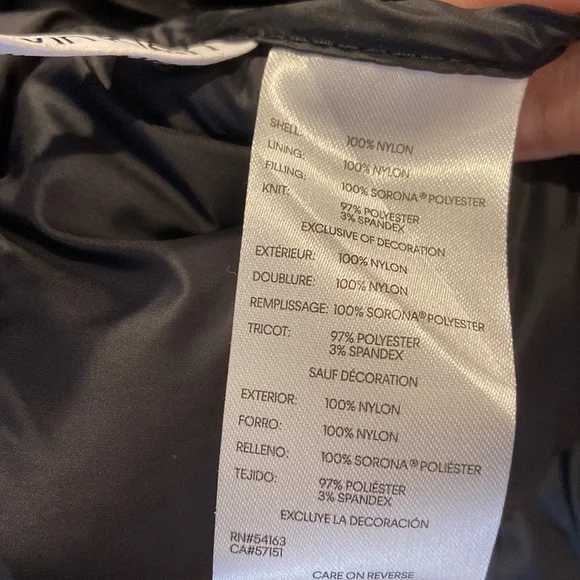 SHELL: 100% NYLON
LINING: 100% NYLON
FILLING: 100% SORONA® POLYESTER
KNIT: 97% POLYESTER
3% SPANDEX
EXCLUSIVE OF DECORATION
EXTÉRIEUR: 100% NYLON
DOUBLURE: 100% NYLON
REMPLISSAGE: 100% SORONA® POLYESTER
TRICOT: 97% POLYESTER
3% SPANDEX
SAUF DÉCORATION
EXTERIOR: 100% NYLON
FORRO: 100% NYLON
RELLENO: 100% SORONA® POLIÉSTER
TEJIDO: 97% POLIÉSTER
3% SPANDEX
EXCLUYE LA DECORACIÓN
RN#54163
CA#57151
CARE ON REVERSE